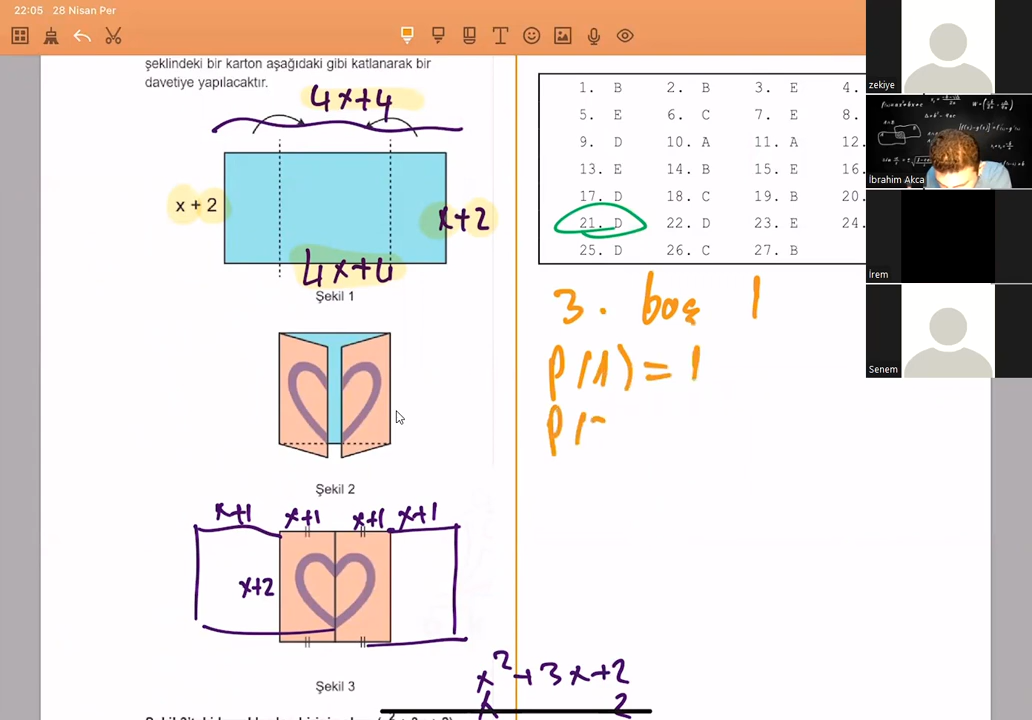 22:05 28 Nisan Per
şeklindeki bir karton aşağıdaki gibi katlanarak bir
davetiye yapılacaktır.
4x+4
x + 2
x+2
4x+4
Şekil 1
Şekil 2
x+1 x+1 x+1 x+1
x+2
Şekil 3
x²+3x+2
x 2
1. B 2. B 3. E 4.
5. E 6. C 7. E 8.
9. D 10. A 11. A 12.
13. E 14. B 15. E 16.
17. D 18. C 19. B 20.
21. D 22. D 23. E 24.
25. D 26. C 27. B
3. boş 1
P(1) = 1
P(
zekiye
İbrahim Akca
İrem
Senem